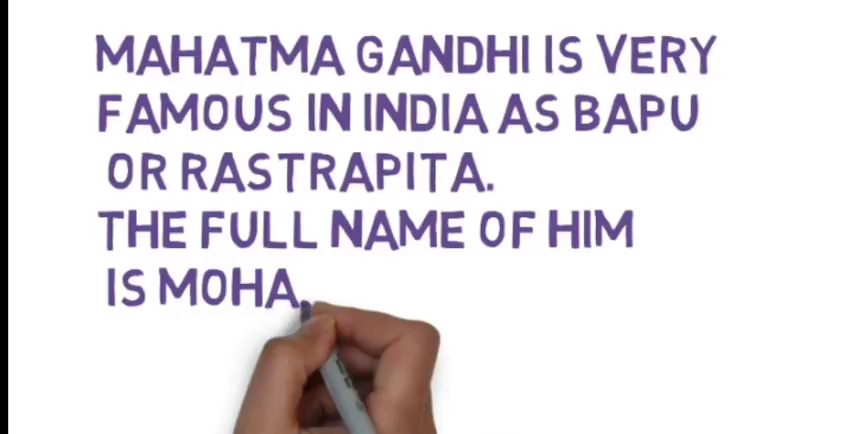 MAHATMA GANDHI IS VERY
FAMOUS IN INDIA AS BAPU
OR RASTRAPITA.
THE FULL NAME OF HIM
IS MOHA